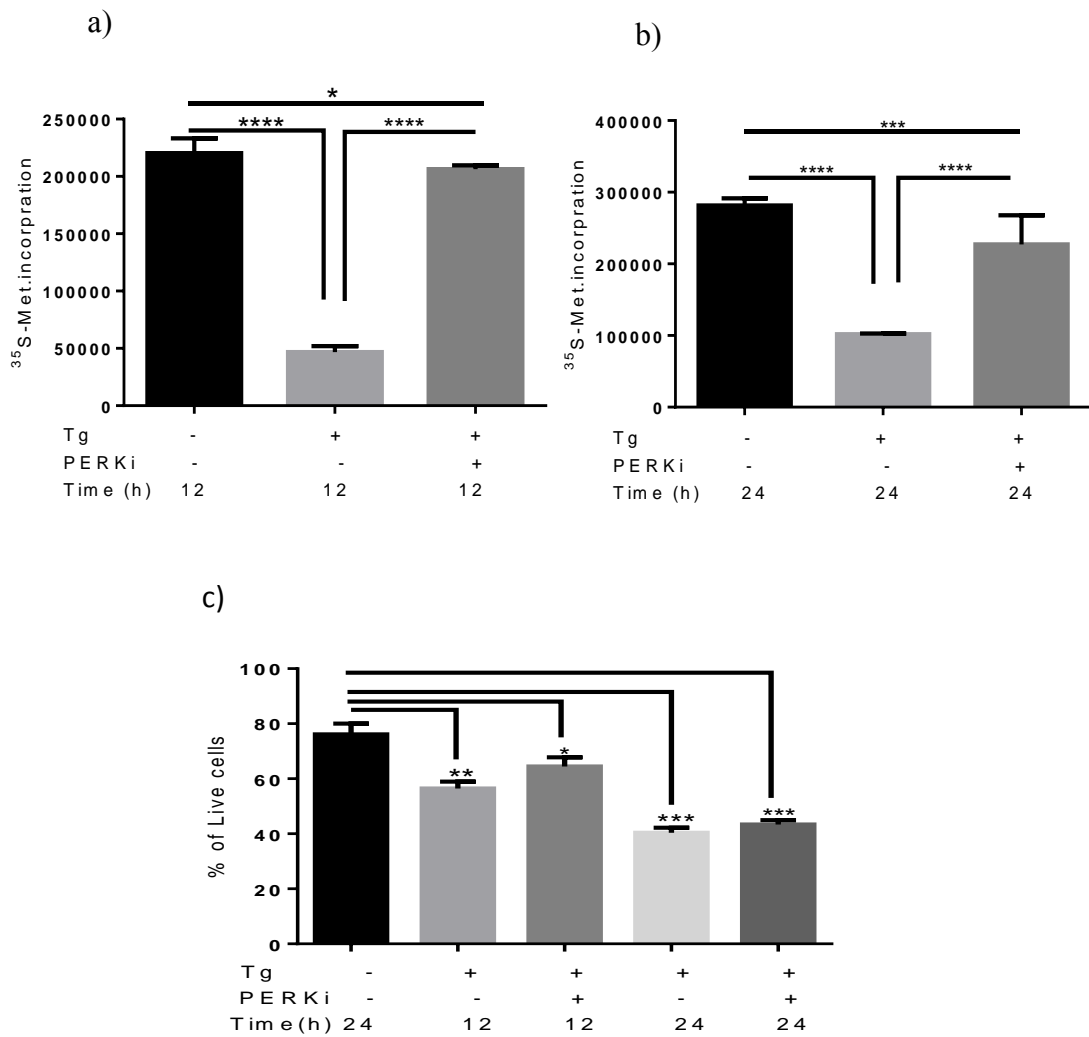 a)
*
**** ****
250000
200000
150000
100000
50000
0
³⁵S-Met.incorpration
Tg - + +
PERKi - - +
Time (h) 12 12 12
b)
***
**** ****
400000
300000
200000
100000
0
³⁵S-Met.incorpration
Tg - + +
PERKi - - +
Time (h) 24 24 24
c)
100
80
60
40
20
0
% of Live cells
** * *** ***
Tg - + + + +
PERKi - - + - +
Time(h) 24 12 12 24 24